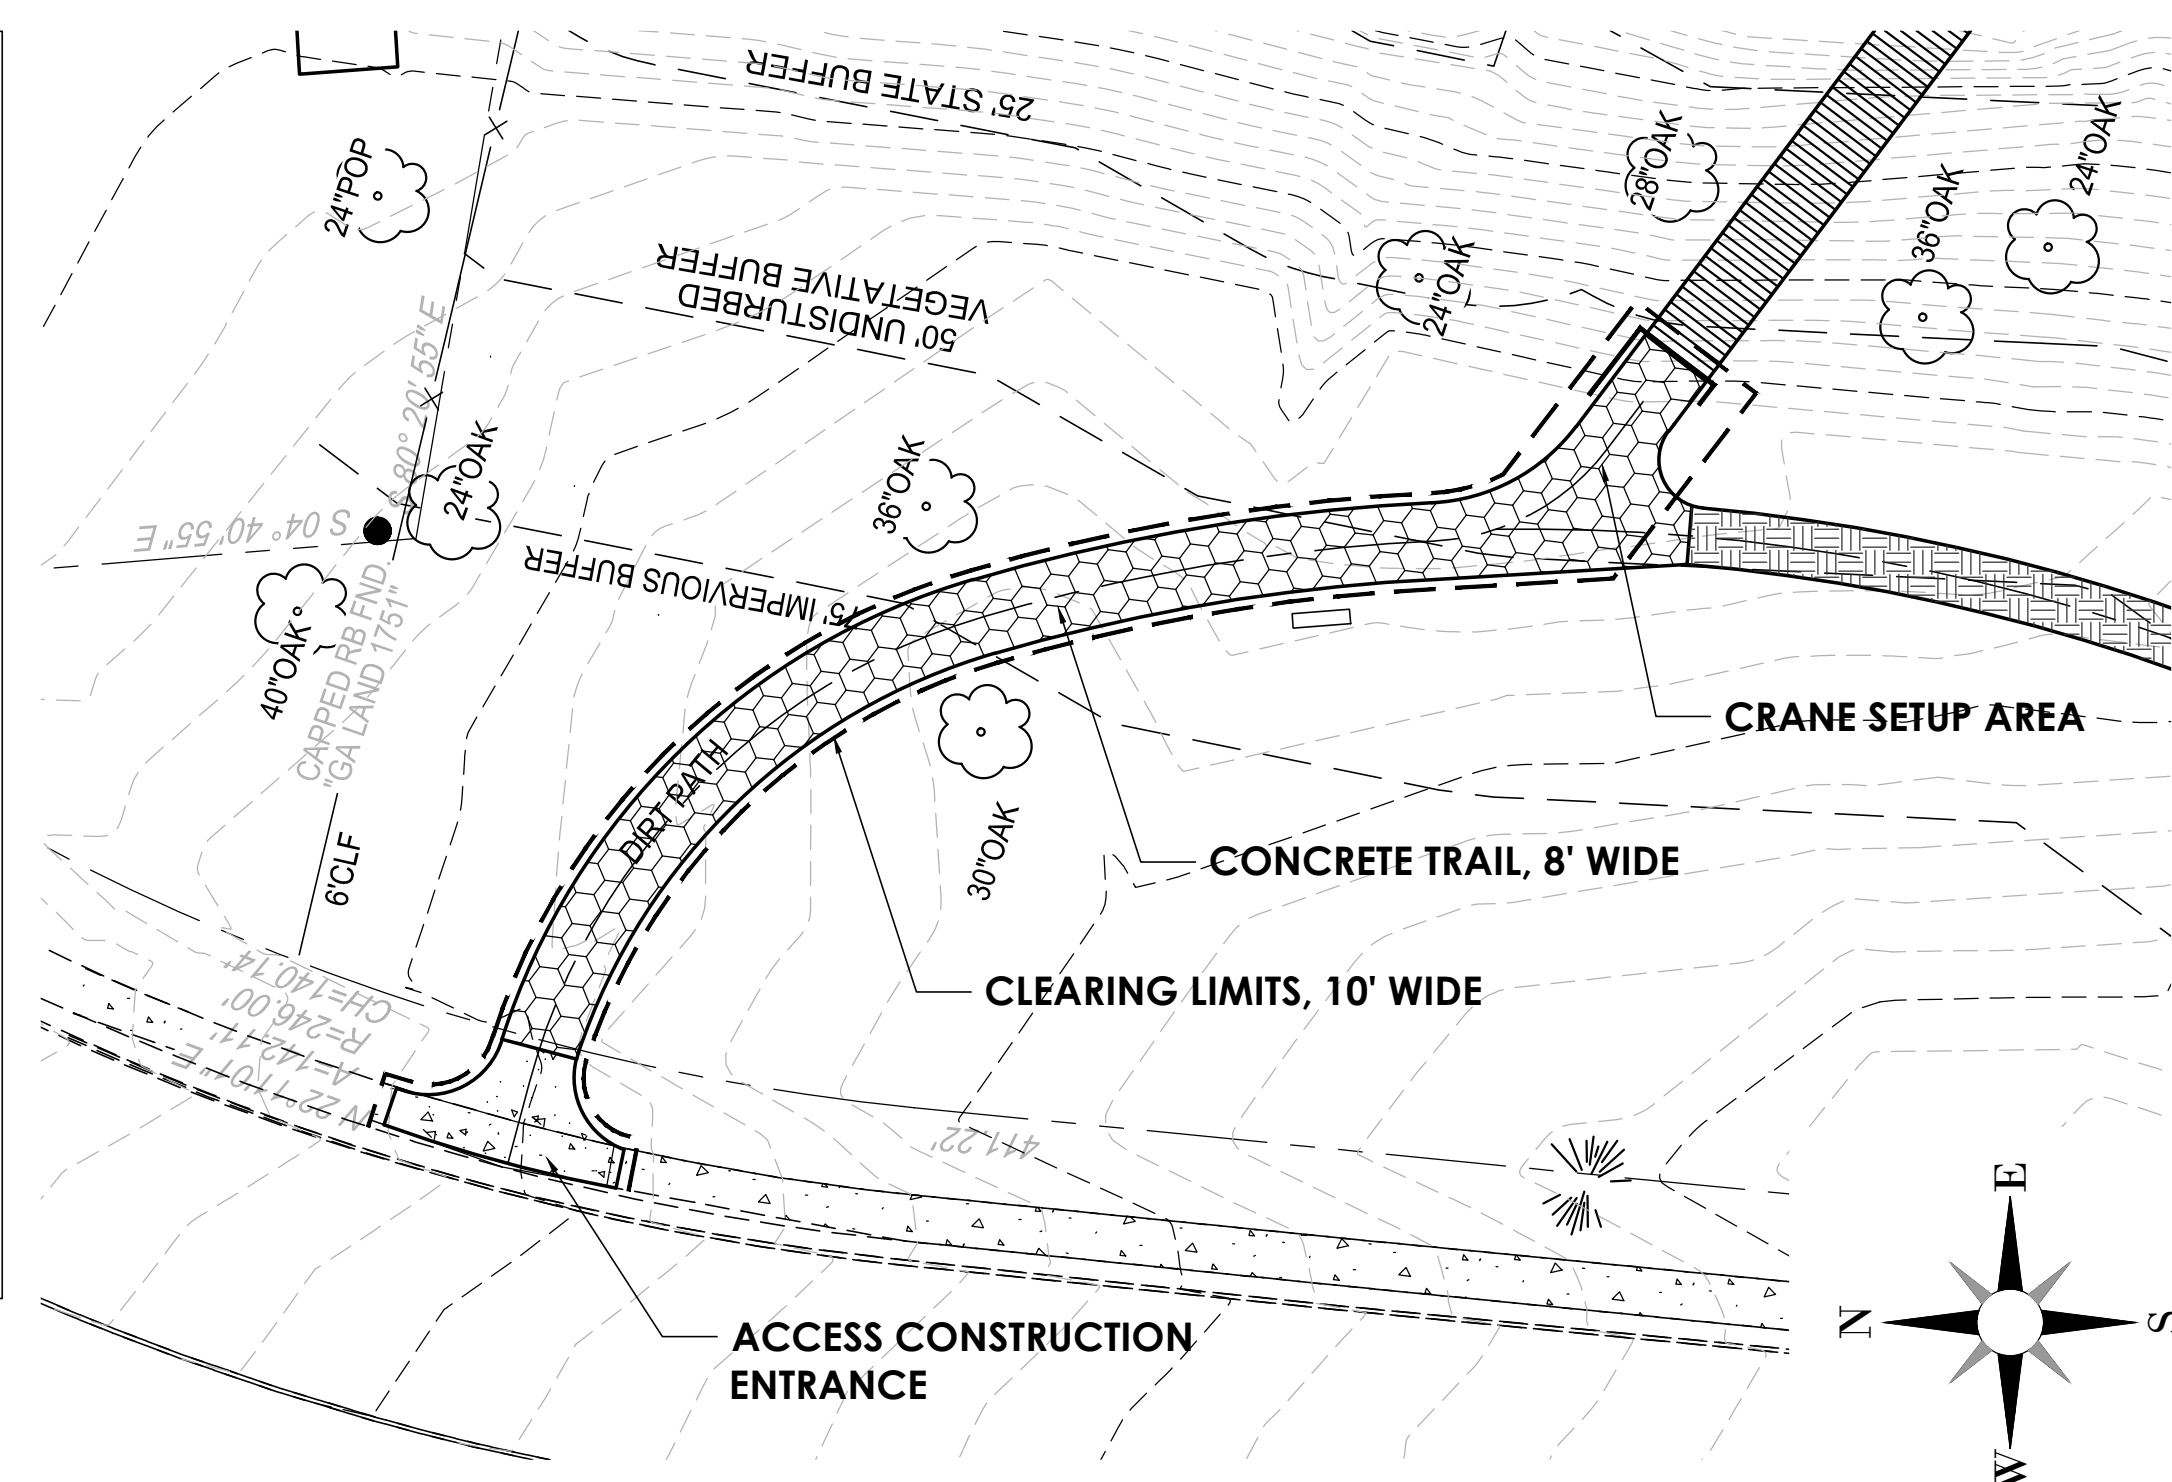 25' STATE BUFFER
24"POP
28"OAK
24"OAK
36"OAK
24"OAK
50' UNDISTURBED
VEGETATIVE BUFFER
S 80° 20' 55" E
24"OAK
36"OAK
S 04° 40' 55" E
75' IMPERVIOUS BUFFER
40"OAK
CAPPED RB FND.
"GA LAND 1751"
CRANE SETUP AREA
DIRT PATH
CONCRETE TRAIL, 8' WIDE
30"OAK
6'CLF
CLEARING LIMITS, 10' WIDE
N 22°11'01" E
A=142.11'
R=246.00'
CH=140.14'
411.22'
ACCESS CONSTRUCTION
ENTRANCE
E
N
S
W